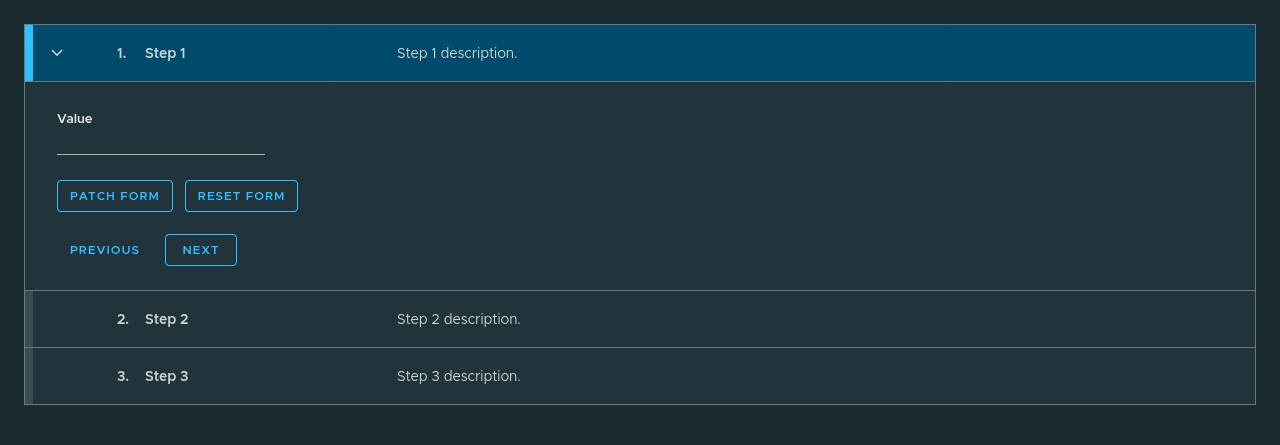 1. Step 1 Step 1 description.
Value
PATCH FORM RESET FORM
PREVIOUS NEXT
2. Step 2 Step 2 description.
3. Step 3 Step 3 description.